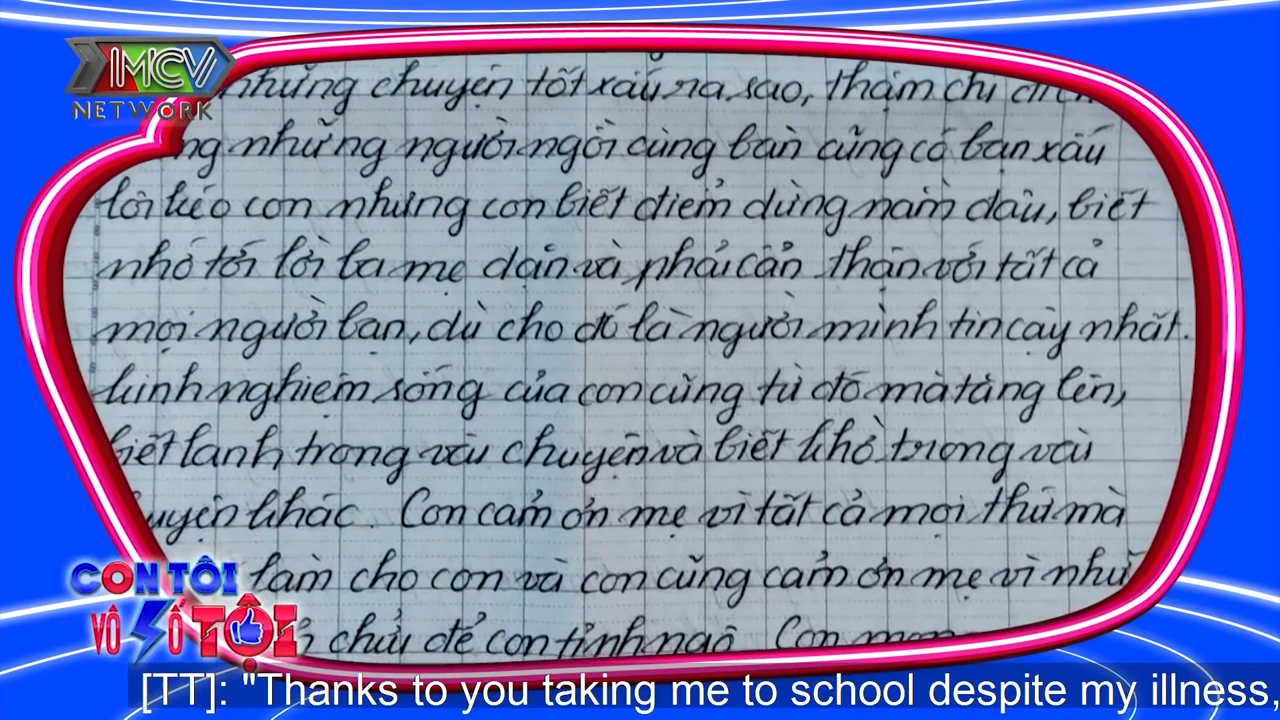 MCV
NETWORK
những chuyện tốt xấu ra sao, thậm chí
những người ngồi cùng bàn cũng có bạn xấu
lôi kéo con nhưng con biết điểm dừng nằm đâu, biết
nhớ tới lời ba mẹ dặn và phải cẩn thận với tất cả
mọi người bạn, dù cho đó là người mình tin cậy nhất.
kinh nghiệm sống của con cũng từ đó mà tăng lên,
biết lanh trong vài chuyện và biết khờ trong vài
khác. Con cảm ơn mẹ vì tất cả mọi thứ mà
làm cho con và con cũng cảm ơn mẹ vì
chửi để con tỉnh ngộ. Con
CON TÔI
VÔ SỐ TỘI
[TT]: "Thanks to you taking me to school despite my illness,